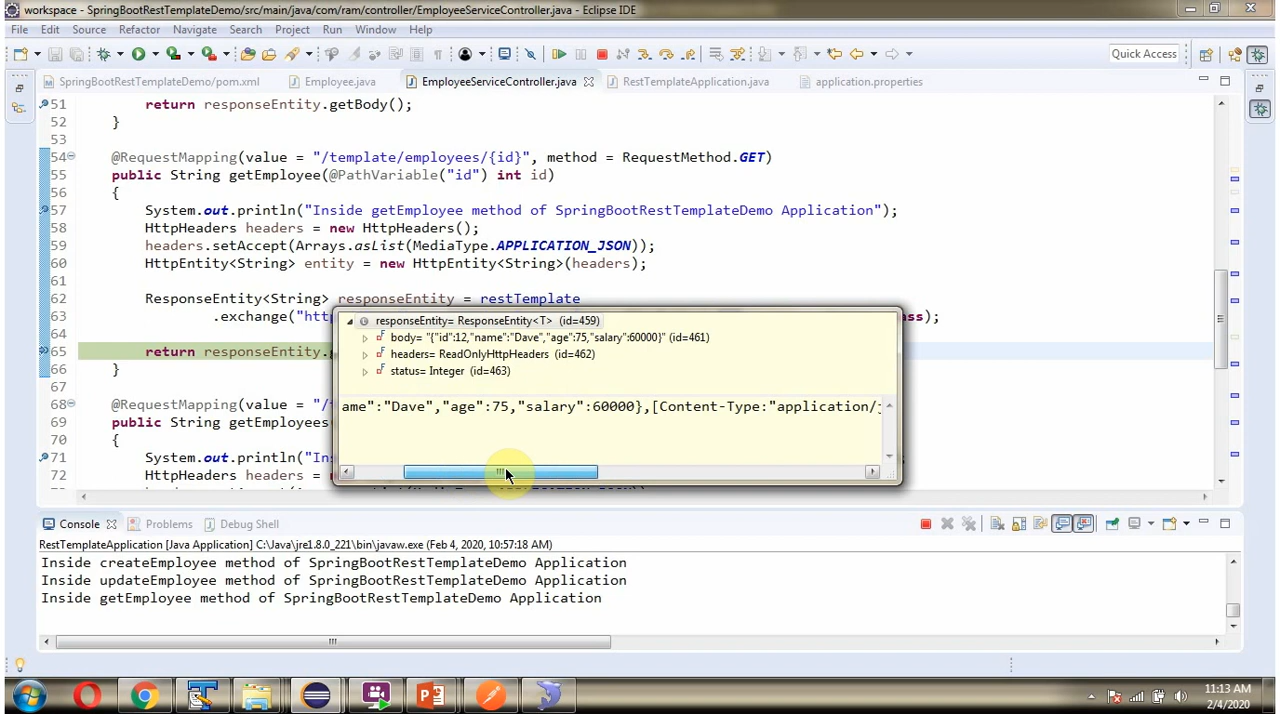 workspace - SpringBootRestTemplateDemo/src/main/java/com/ram/controller/EmployeeServiceController.java - Eclipse IDE
File Edit Source Refactor Navigate Search Project Run Window Help
Quick Access
SpringBootRestTemplateDemo/pom.xml Employee.java EmployeeServiceController.java RestTemplateApplication.java application.properties
51 return responseEntity.getBody();
52 }
53
54 @RequestMapping(value = "/template/employees/{id}", method = RequestMethod.GET)
55 public String getEmployee(@PathVariable("id") int id)
56 {
57 System.out.println("Inside getEmployee method of SpringBootRestTemplateDemo Application");
58 HttpHeaders headers = new HttpHeaders();
59 headers.setAccept(Arrays.asList(MediaType.APPLICATION_JSON));
60 HttpEntity<String> entity = new HttpEntity<String>(headers);
61
62 ResponseEntity<String> responseEntity = restTemplate
63 .exchange("http ass);
64
65 return responseEntity.
66 }
67
68 @RequestMapping(value = "/t
69 public String getEmployees(
70 {
71 System.out.println("Ins
72 HttpHeaders headers = n
responseEntity= ResponseEntity<T> (id=459)
body= "{"id":12,"name":"Dave","age":75,"salary":60000}" (id=461)
headers= ReadOnlyHttpHeaders (id=462)
status= Integer (id=463)
ame":"Dave","age":75,"salary":60000},[Content-Type:"application/j
Console Problems Debug Shell
RestTemplateApplication [Java Application] C:\Java\jre1.8.0_221\bin\javaw.exe (Feb 4, 2020, 10:57:18 AM)
Inside createEmployee method of SpringBootRestTemplateDemo Application
Inside updateEmployee method of SpringBootRestTemplateDemo Application
Inside getEmployee method of SpringBootRestTemplateDemo Application
11:13 AM
2/4/2020